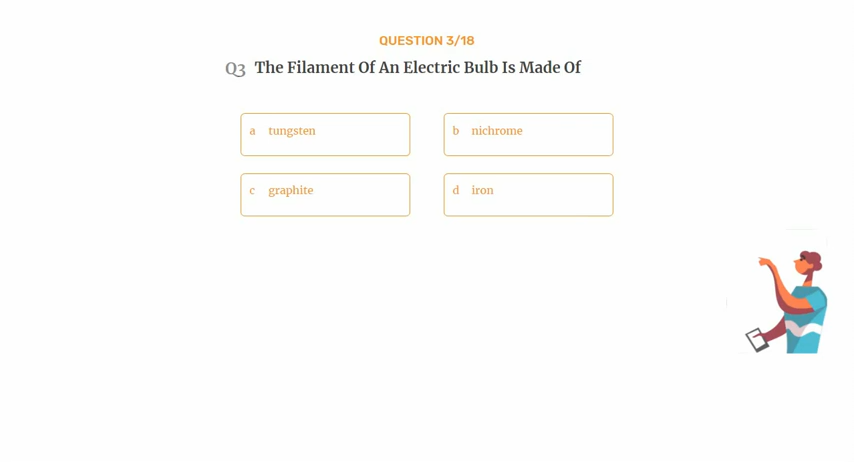 QUESTION 3/18
Q3 The Filament Of An Electric Bulb Is Made Of
a tungsten
b nichrome
c graphite
d iron